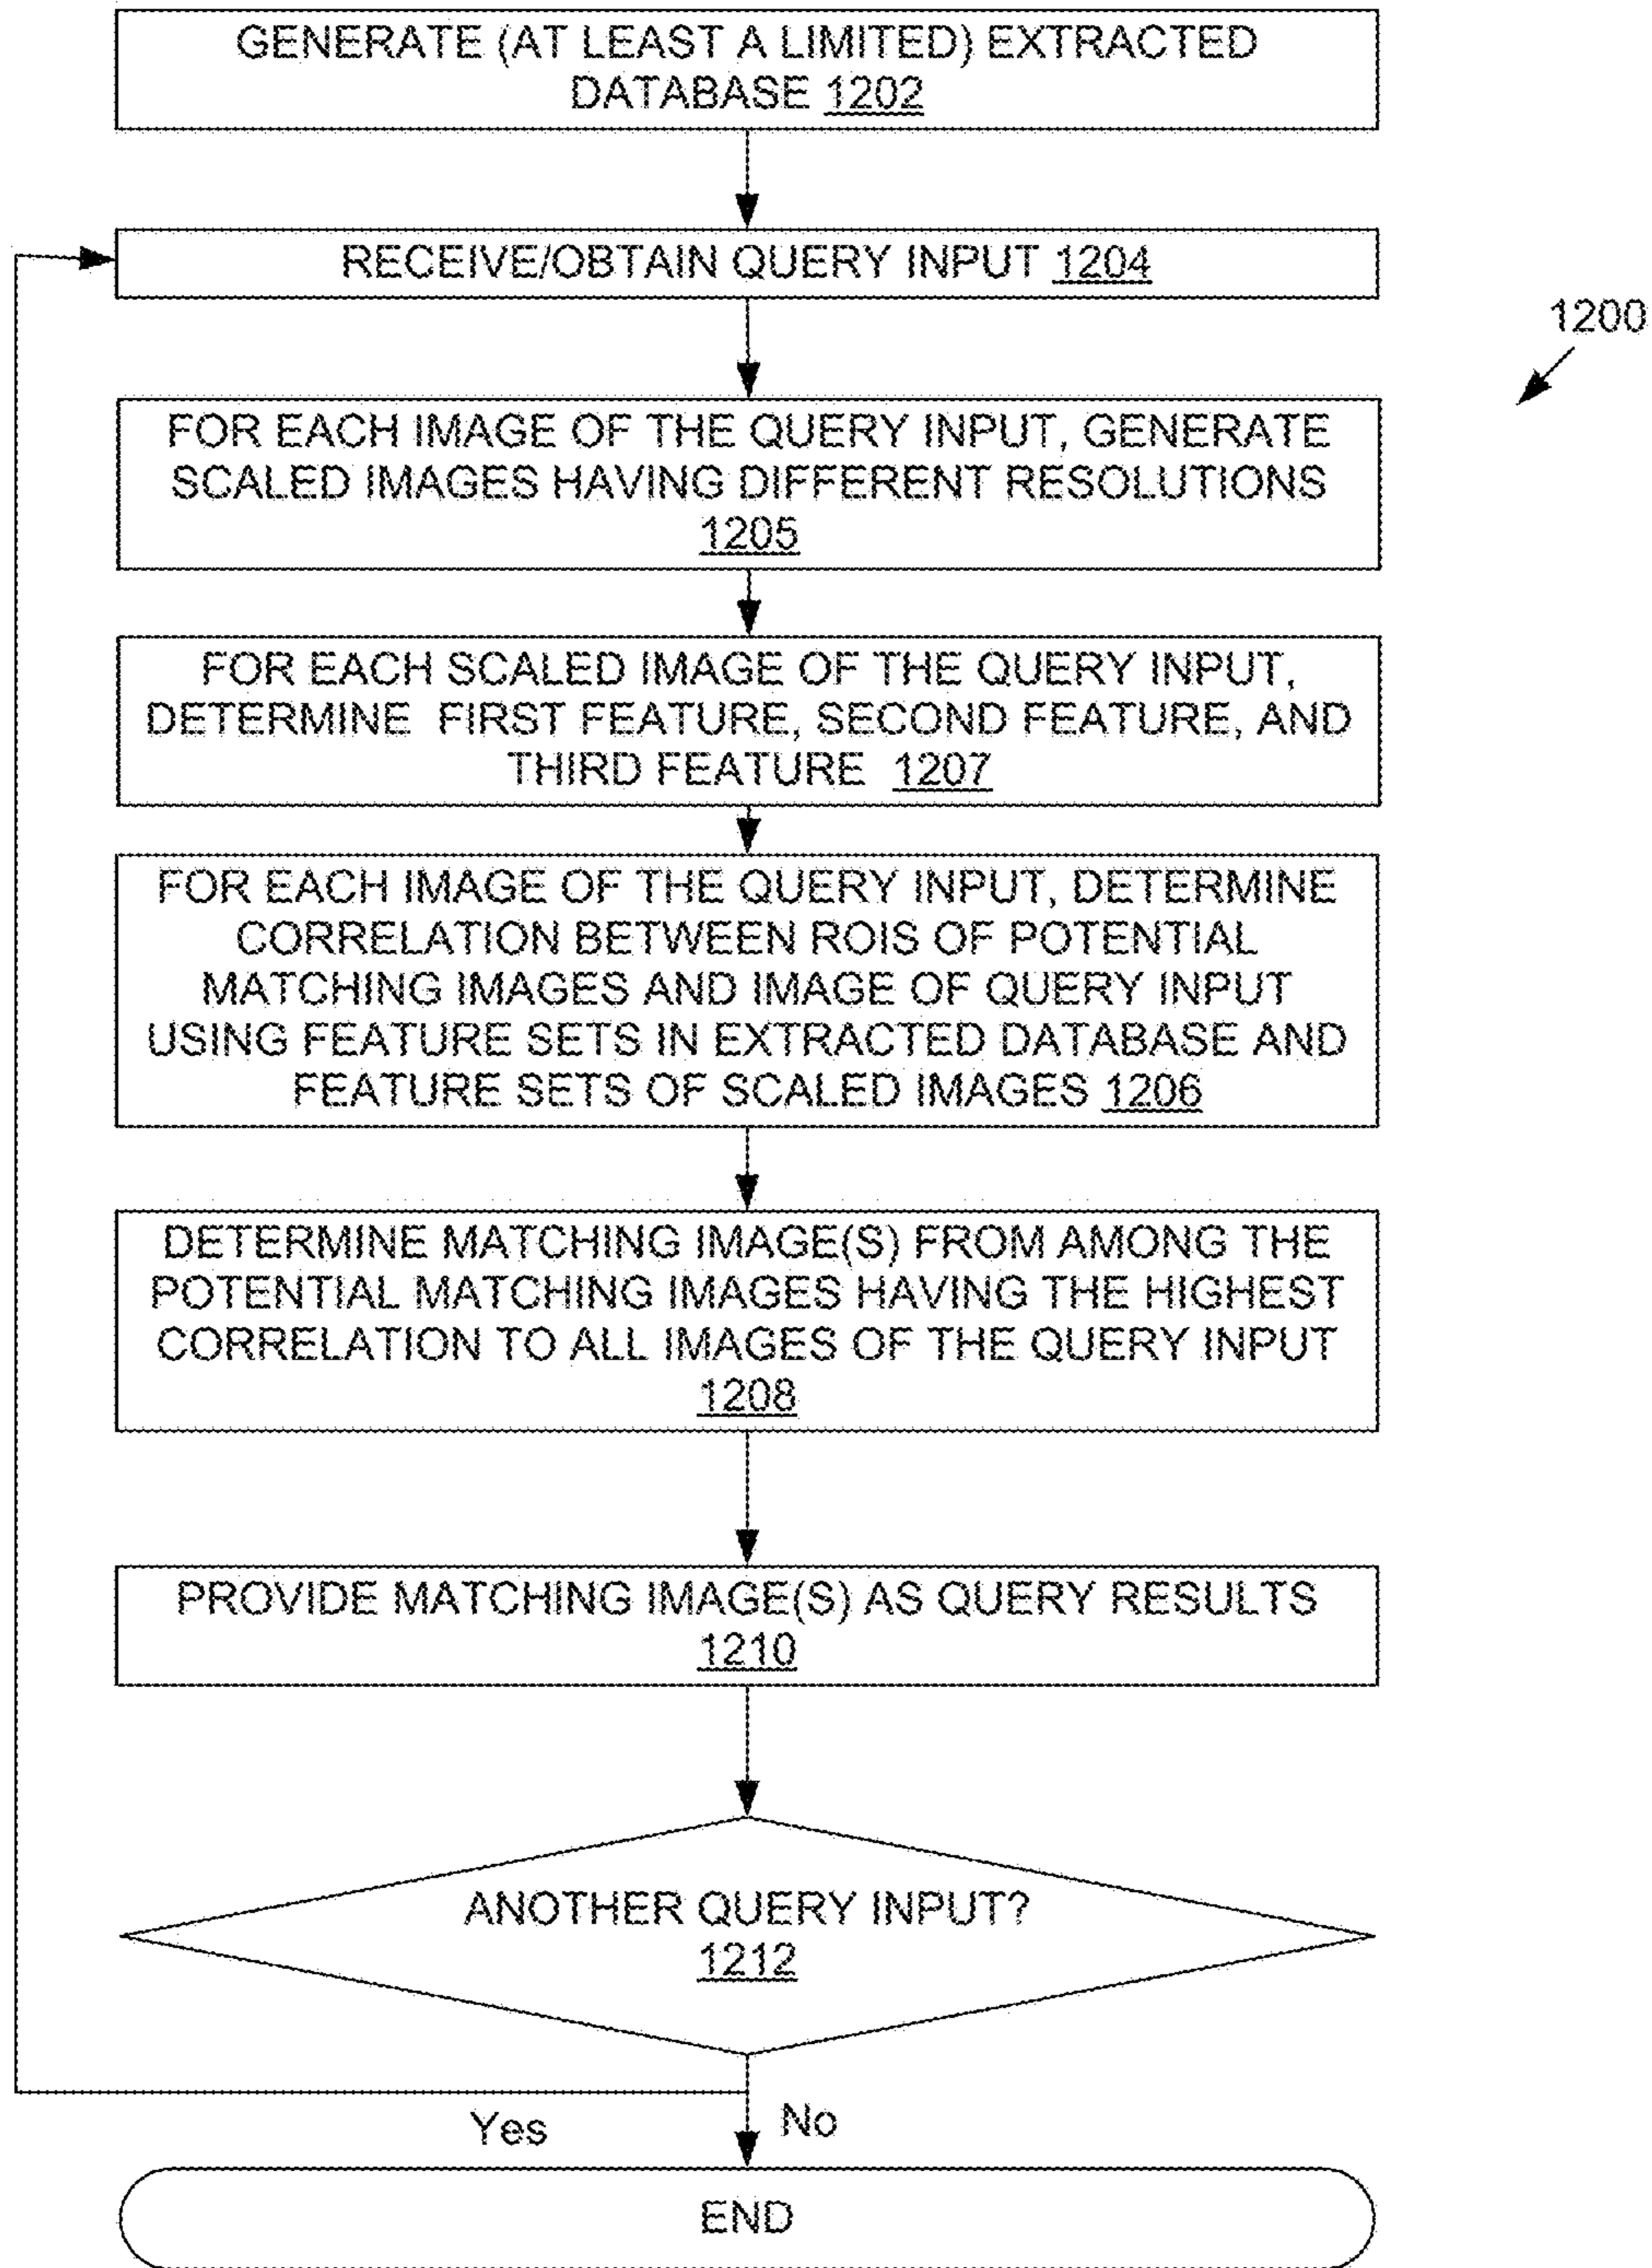 GENERATE (AT LEAST A LIMITED) EXTRACTED
DATABASE 1202
RECEIVE/OBTAIN QUERY INPUT 1204
1200
FOR EACH IMAGE OF THE QUERY INPUT, GENERATE
SCALED IMAGES HAVING DIFFERENT RESOLUTIONS
1205
FOR EACH SCALED IMAGE OF THE QUERY INPUT,
DETERMINE FIRST FEATURE, SECOND FEATURE, AND
THIRD FEATURE 1207
FOR EACH IMAGE OF THE QUERY INPUT, DETERMINE
CORRELATION BETWEEN ROIS OF POTENTIAL
MATCHING IMAGES AND IMAGE OF QUERY INPUT
USING FEATURE SETS IN EXTRACTED DATABASE AND
FEATURE SETS OF SCALED IMAGES 1206
DETERMINE MATCHING IMAGE(S) FROM AMONG THE
POTENTIAL MATCHING IMAGES HAVING THE HIGHEST
CORRELATION TO ALL IMAGES OF THE QUERY INPUT
1208
PROVIDE MATCHING IMAGE(S) AS QUERY RESULTS
1210
ANOTHER QUERY INPUT?
1212
Yes
No
END